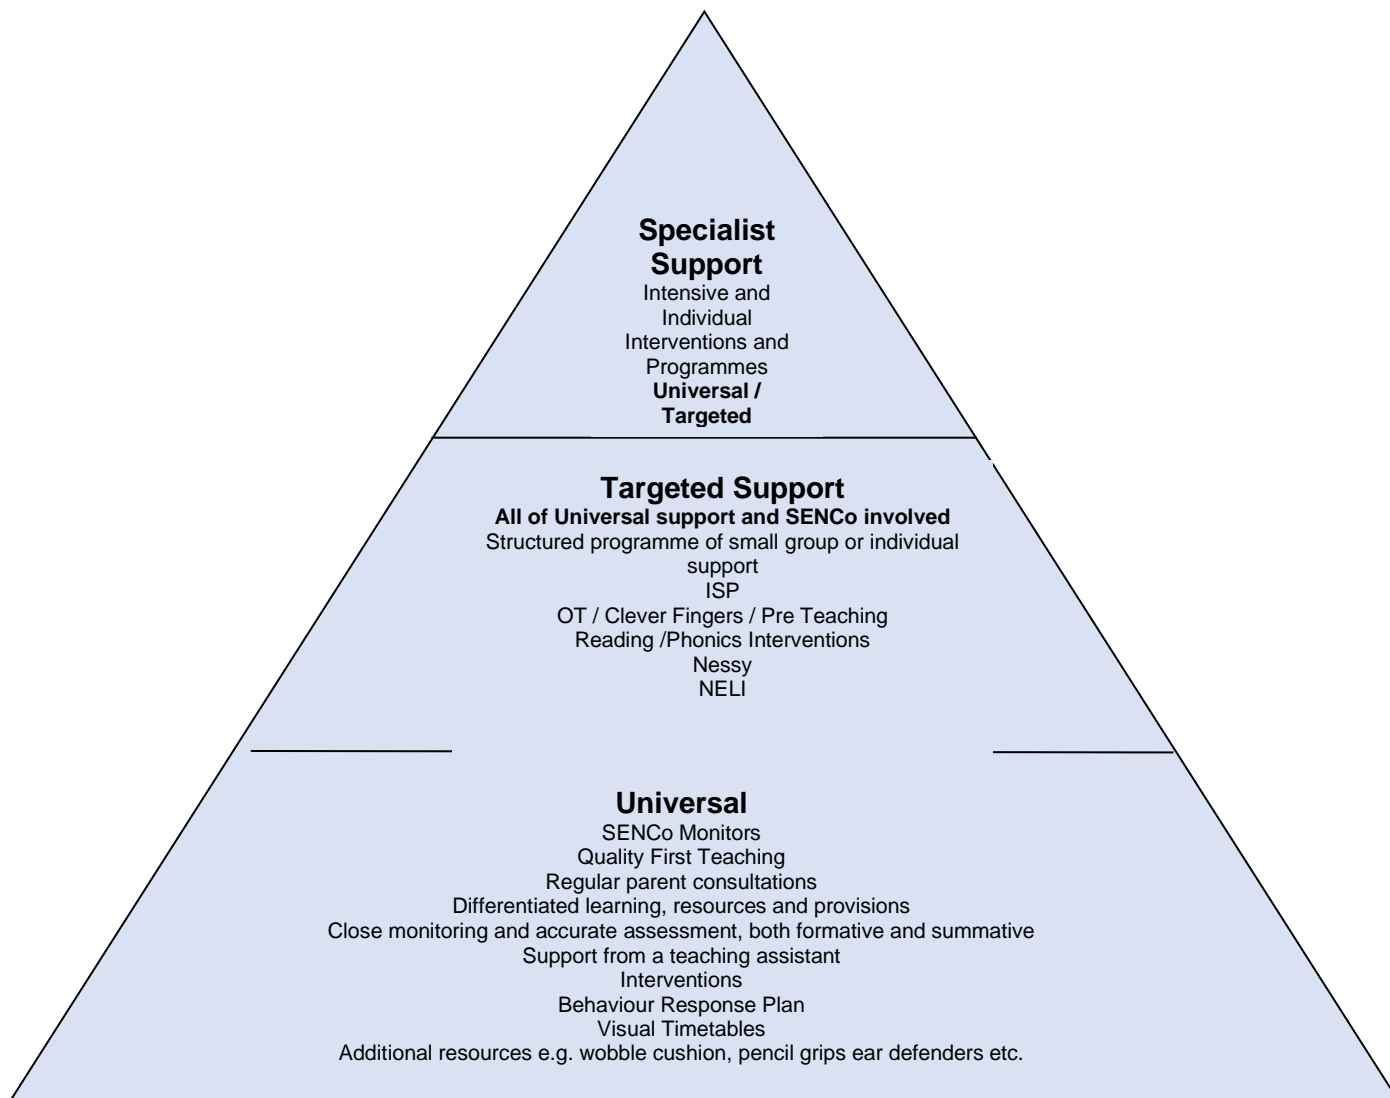 Specialist
Support
Intensive and
Individual
Interventions and
Programmes
Universal /
Targeted
Targeted Support
All of Universal support and SENCo involved
Structured programme of small group or individual
support
ISP
OT / Clever Fingers / Pre Teaching
Reading /Phonics Interventions
Nessy
NELI
Universal
SENCo Monitors
Quality First Teaching
Regular parent consultations
Differentiated learning, resources and provisions
Close monitoring and accurate assessment, both formative and summative
Support from a teaching assistant
Interventions
Behaviour Response Plan
Visual Timetables
Additional resources e.g. wobble cushion, pencil grips ear defenders etc.